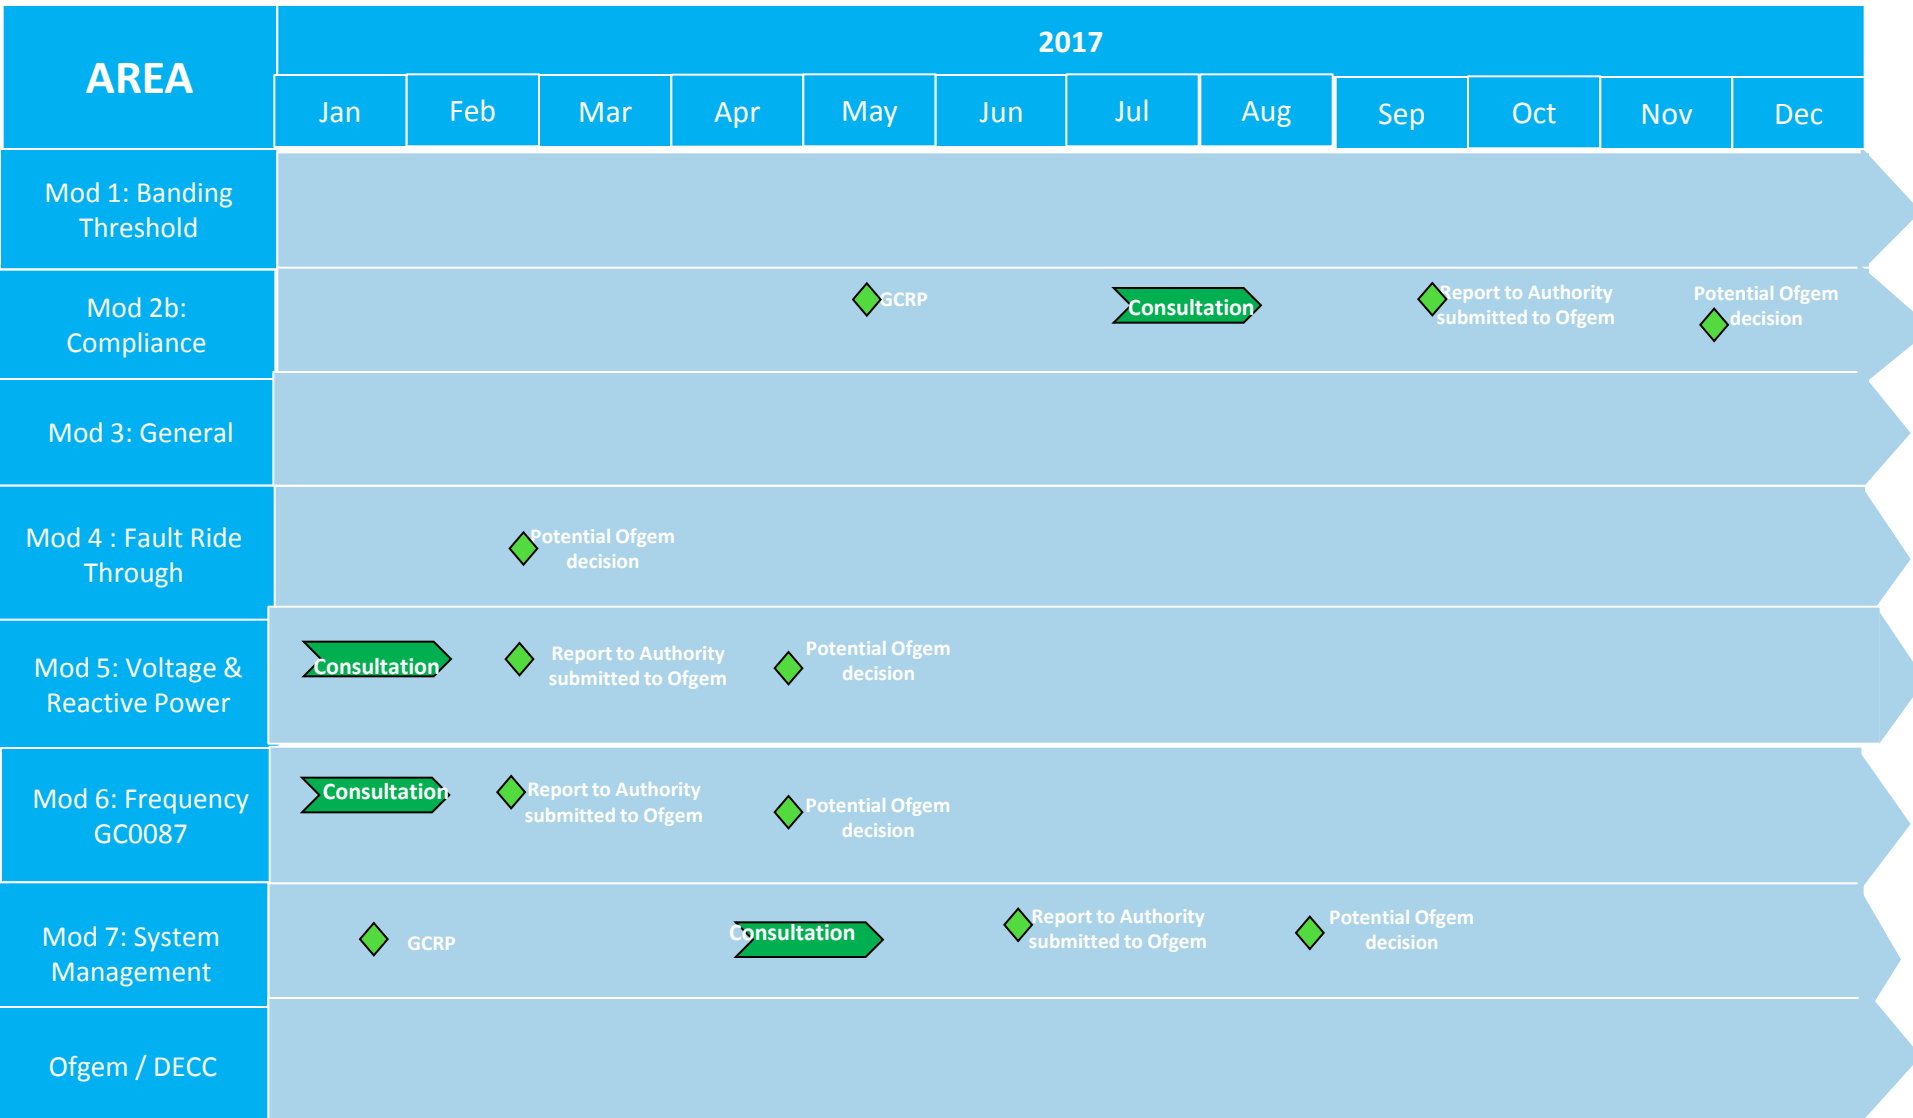 AREA
2017
Jan
Feb
Mar
Apr
May
Jun
Jul
Aug
Sep
Oct
Nov
Dec
Mod 1: Banding
Threshold
Mod 2b:
Compliance
GCRP
Consultation
Report to Authority
submitted to Ofgem
Potential Ofgem
decision
Mod 3: General
Mod 4 : Fault Ride
Through
Potential Ofgem
decision
Mod 5: Voltage &
Reactive Power
Consultation
Report to Authority
submitted to Ofgem
Potential Ofgem
decision
Mod 6: Frequency
GC0087
Consultation
Report to Authority
submitted to Ofgem
Potential Ofgem
decision
Mod 7: System
Management
GCRP
Consultation
Report to Authority
submitted to Ofgem
Potential Ofgem
decision
Ofgem / DECC